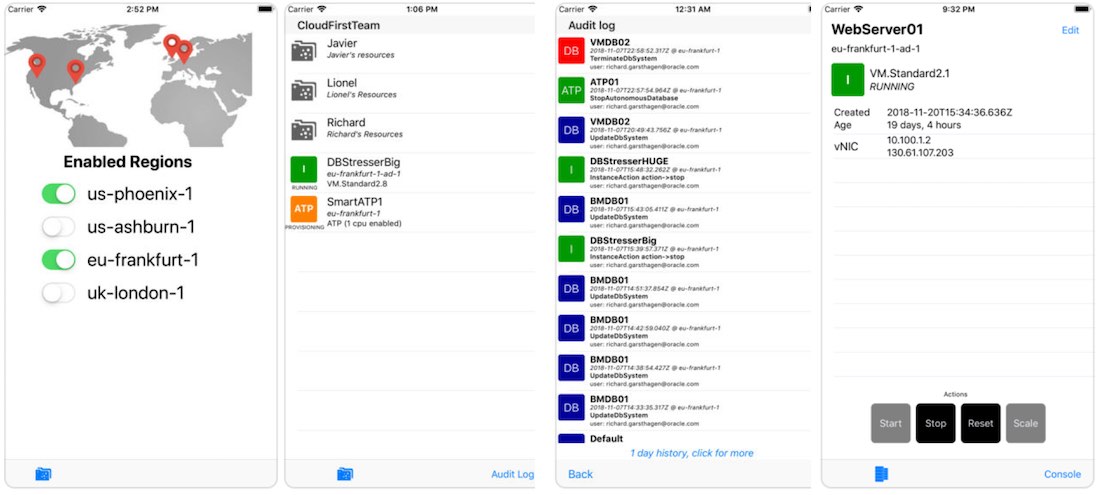 Carrier 2:52 PM
Enabled Regions
us-phoenix-1
us-ashburn-1
eu-frankfurt-1
uk-london-1
Carrier 1:06 PM
CloudFirstTeam
Javier
Javier's resources
Lionel
Lionel's Resources
Richard
Richard's Resources
I
RUNNING
DBStresserBig
eu-frankfurt-1-ad-1
VM.Standard2.8
ATP
PROVISIONING
SmartATP1
eu-frankfurt-1
ATP (1 cpu enabled)
Audit Log
Carrier 12:31 AM
Audit log
DB
VMDB02
2018-11-07T22:58:52.317Z @ eu-frankfurt-1
TerminateDbSystem
user: richard.garsthagen@oracle.com
ATP
ATP01
2018-11-07T22:57:54.964Z @ eu-frankfurt-1
StopAutonomousDatabase
user: richard.garsthagen@oracle.com
DB
VMDB02
2018-11-07T20:49:43.756Z @ eu-frankfurt-1
UpdateDbSystem
user: richard.garsthagen@oracle.com
I
DBStresserHUGE
2018-11-07T15:48:32.262Z @ eu-frankfurt-1
InstanceAction action->stop
user: richard.garsthagen@oracle.com
DB
BMDB01
2018-11-07T15:43:05.411Z @ eu-frankfurt-1
UpdateDbSystem
user: richard.garsthagen@oracle.com
I
DBStresserBig
2018-11-07T15:39:57.371Z @ eu-frankfurt-1
InstanceAction action->stop
user: richard.garsthagen@oracle.com
DB
BMDB01
2018-11-07T14:51:37.854Z @ eu-frankfurt-1
UpdateDbSystem
user: richard.garsthagen@oracle.com
DB
BMDB01
2018-11-07T14:42:59.040Z @ eu-frankfurt-1
UpdateDbSystem
user: richard.garsthagen@oracle.com
DB
BMDB01
2018-11-07T14:38:54.427Z @ eu-frankfurt-1
UpdateDbSystem
user: richard.garsthagen@oracle.com
DB
BMDB01
2018-11-07T14:33:35.317Z @ eu-frankfurt-1
UpdateDbSystem
user: richard.garsthagen@oracle.com
Default
1 day history, click for more
Back
Carrier 9:32 PM
WebServer01 Edit
eu-frankfurt-1-ad-1
I
VM.Standard2.1
RUNNING
Created 2018-11-20T15:34:36.636Z
Age 19 days, 4 hours
vNIC 10.100.1.2
130.61.107.203
Actions
Start Stop Reset Scale
Console